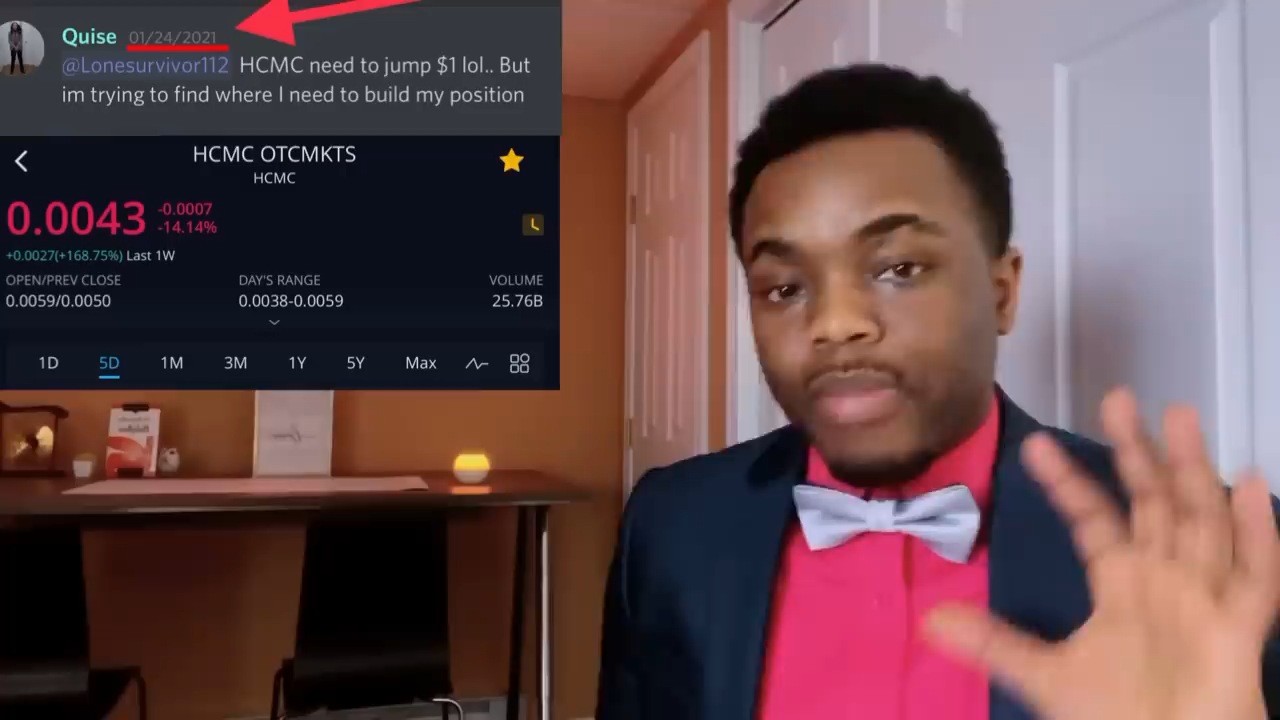 Quise 01/24/2021
@Lonesurvivor112 HCMC need to jump $1 lol.. But
im trying to find where I need to build my position
HCMC OTCMKTS
HCMC
0.0043
-0.0007
-14.14%
+0.0027(+168.75%) Last 1W
OPEN/PREV CLOSE DAY'S RANGE VOLUME
0.0059/0.0050 0.0038-0.0059 25.76B
1D 5D 1M 3M 1Y 5Y Max